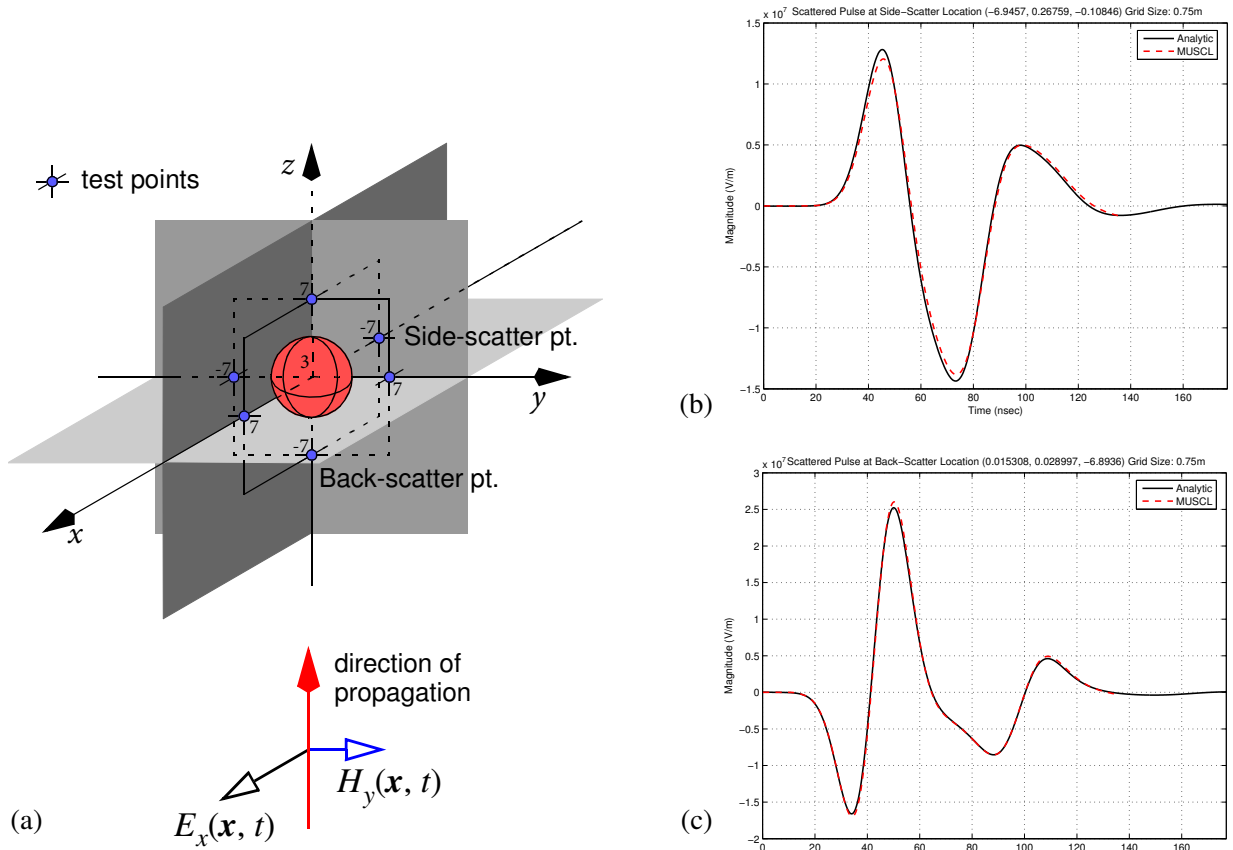 test points
z
7
-7
Side-scatter pt.
3
-7
7
y
7
-7
Back-scatter pt.
x
direction of
propagation
H_y(x, t)
E_x(x, t)
(a)
x 10^7 Scattered Pulse at Side-Scatter Location (-6.9457, 0.26759, -0.10846) Grid Size: 0.75m
Analytic
MUSCL
1.5
1
0.5
0
-0.5
-1
-1.5
Magnitude (V/m)
0 20 40 60 80 100 120 140 160
Time (nsec)
(b)
x 10^7 Scattered Pulse at Back-Scatter Location (0.015308, 0.028997, -6.8936) Grid Size: 0.75m
Analytic
MUSCL
3
2.5
2
1.5
1
0.5
0
-0.5
-1
-1.5
-2
Magnitude (V/m)
0 20 40 60 80 100 120 140 160
(c)